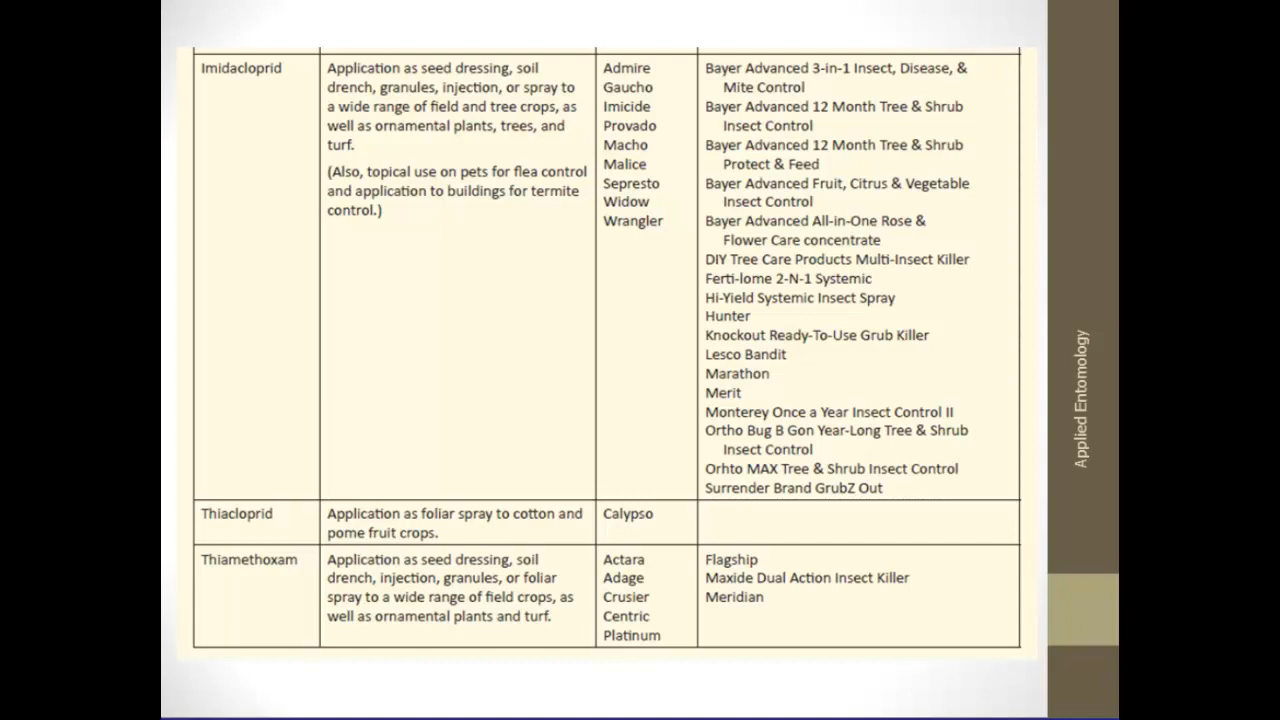 Imidacloprid
Application as seed dressing, soil
drench, granules, injection, or spray to
a wide range of field and tree crops, as
well as ornamental plants, trees, and
turf.
(Also, topical use on pets for flea control
and application to buildings for termite
control.)
Admire
Gaucho
Imicide
Provado
Macho
Malice
Sepresto
Widow
Wrangler
Bayer Advanced 3-in-1 Insect, Disease, &
Mite Control
Bayer Advanced 12 Month Tree & Shrub
Insect Control
Bayer Advanced 12 Month Tree & Shrub
Protect & Feed
Bayer Advanced Fruit, Citrus & Vegetable
Insect Control
Bayer Advanced All-in-One Rose &
Flower Care concentrate
DIY Tree Care Products Multi-Insect Killer
Ferti-lome 2-N-1 Systemic
Hi-Yield Systemic Insect Spray
Hunter
Knockout Ready-To-Use Grub Killer
Lesco Bandit
Marathon
Merit
Monterey Once a Year Insect Control II
Ortho Bug B Gon Year-Long Tree & Shrub
Insect Control
Orhto MAX Tree & Shrub Insect Control
Surrender Brand GrubZ Out
Thiacloprid
Application as foliar spray to cotton and
pome fruit crops.
Calypso
Thiamethoxam
Application as seed dressing, soil
drench, injection, granules, or foliar
spray to a wide range of field crops, as
well as ornamental plants and turf.
Actara
Adage
Crusier
Centric
Platinum
Flagship
Maxide Dual Action Insect Killer
Meridian
Applied Entomology